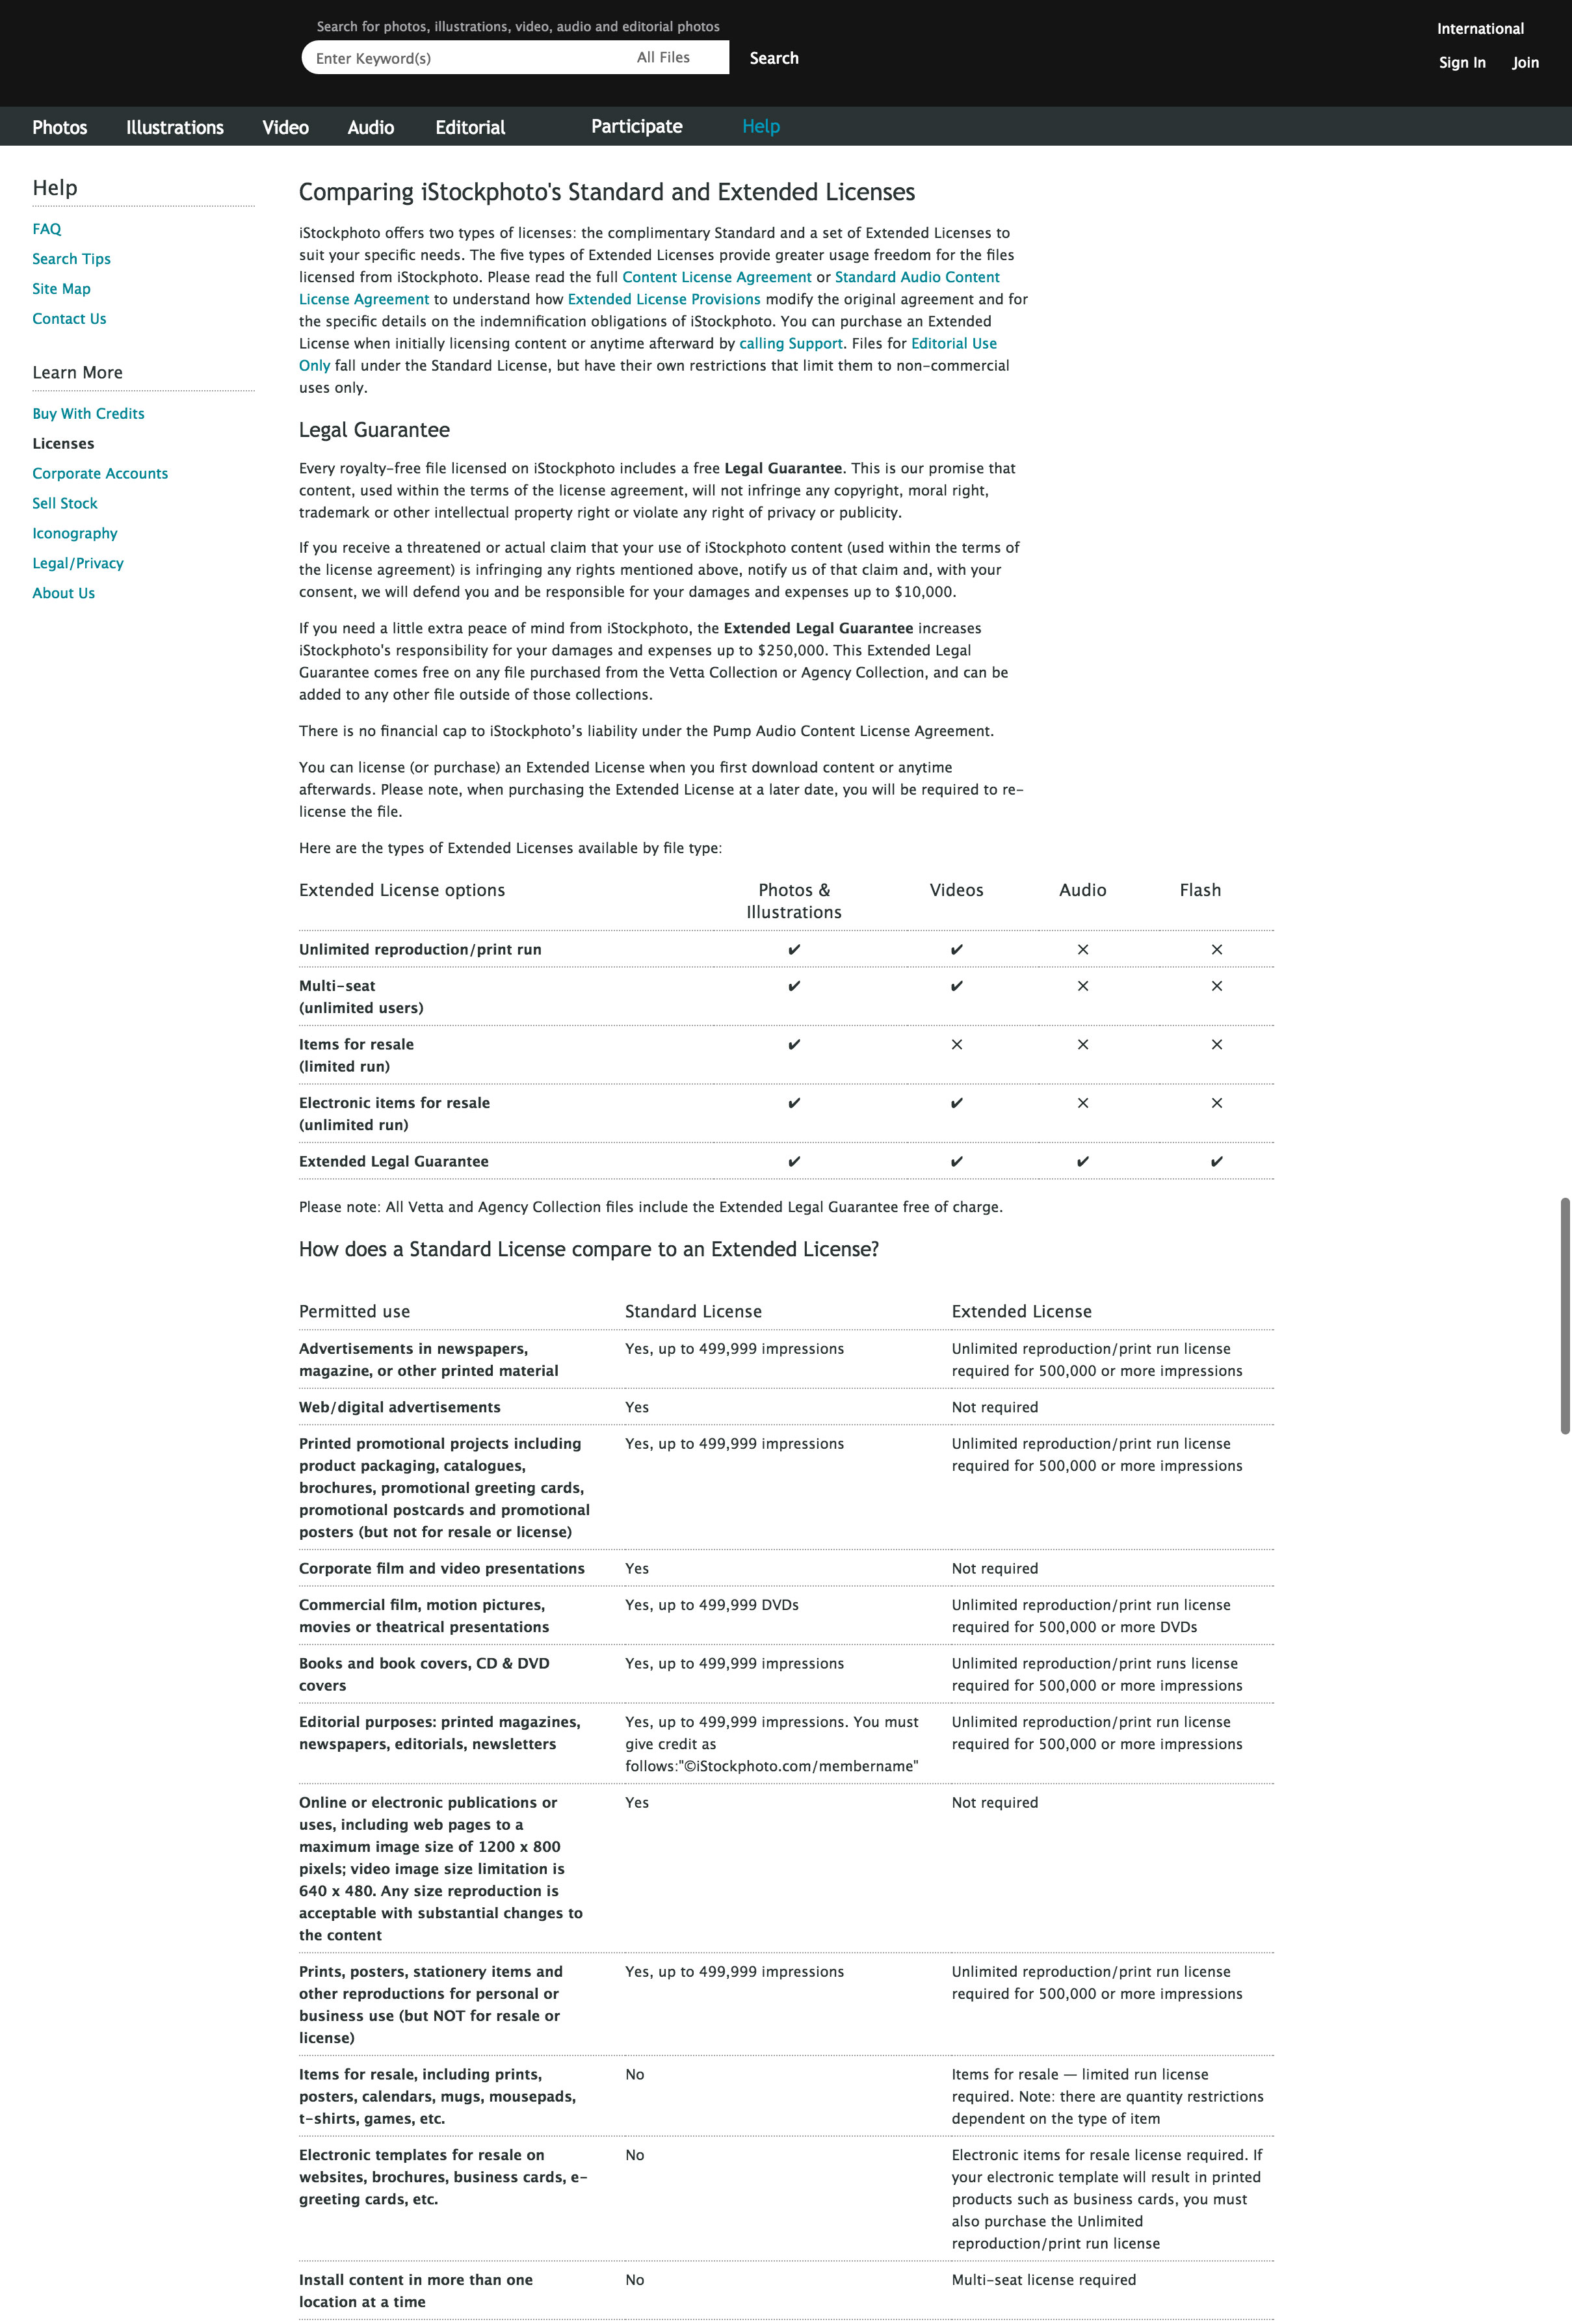 Search for photos, illustrations, video, audio and editorial photos
International
Enter Keyword(s) All Files Search
Sign In Join
Photos Illustrations Video Audio Editorial Participate Help
Help
FAQ
Search Tips
Site Map
Contact Us
Learn More
Buy With Credits
Licenses
Corporate Accounts
Sell Stock
Iconography
Legal/Privacy
About Us
Comparing iStockphoto's Standard and Extended Licenses
iStockphoto offers two types of licenses: the complimentary Standard and a set of Extended Licenses to
suit your specific needs. The five types of Extended Licenses provide greater usage freedom for the files
licensed from iStockphoto. Please read the full Content License Agreement or Standard Audio Content
License Agreement to understand how Extended License Provisions modify the original agreement and for
the specific details on the indemnification obligations of iStockphoto. You can purchase an Extended
License when initially licensing content or anytime afterward by calling Support. Files for Editorial Use
Only fall under the Standard License, but have their own restrictions that limit them to non-commercial
uses only.
Legal Guarantee
Every royalty-free file licensed on iStockphoto includes a free Legal Guarantee. This is our promise that
content, used within the terms of the license agreement, will not infringe any copyright, moral right,
trademark or other intellectual property right or violate any right of privacy or publicity.
If you receive a threatened or actual claim that your use of iStockphoto content (used within the terms of
the license agreement) is infringing any rights mentioned above, notify us of that claim and, with your
consent, we will defend you and be responsible for your damages and expenses up to $10,000.
If you need a little extra peace of mind from iStockphoto, the Extended Legal Guarantee increases
iStockphoto's responsibility for your damages and expenses up to $250,000. This Extended Legal
Guarantee comes free on any file purchased from the Vetta Collection or Agency Collection, and can be
added to any other file outside of those collections.
There is no financial cap to iStockphoto’s liability under the Pump Audio Content License Agreement.
You can license (or purchase) an Extended License when you first download content or anytime
afterwards. Please note, when purchasing the Extended License at a later date, you will be required to re-
license the file.
Here are the types of Extended Licenses available by file type:
Extended License options Photos & Videos Audio Flash
Illustrations
Unlimited reproduction/print run ✔ ✔ ✕ ✕
Multi-seat ✔ ✔ ✕ ✕
(unlimited users)
Items for resale ✔ ✕ ✕ ✕
(limited run)
Electronic items for resale ✔ ✔ ✕ ✕
(unlimited run)
Extended Legal Guarantee ✔ ✔ ✔ ✔
Please note: All Vetta and Agency Collection files include the Extended Legal Guarantee free of charge.
How does a Standard License compare to an Extended License?
Permitted use Standard License Extended License
Advertisements in newspapers, Yes, up to 499,999 impressions Unlimited reproduction/print run license
magazine, or other printed material required for 500,000 or more impressions
Web/digital advertisements Yes Not required
Printed promotional projects including Yes, up to 499,999 impressions Unlimited reproduction/print run license
product packaging, catalogues, required for 500,000 or more impressions
brochures, promotional greeting cards,
promotional postcards and promotional
posters (but not for resale or license)
Corporate film and video presentations Yes Not required
Commercial film, motion pictures, Yes, up to 499,999 DVDs Unlimited reproduction/print run license
movies or theatrical presentations required for 500,000 or more DVDs
Books and book covers, CD & DVD Yes, up to 499,999 impressions Unlimited reproduction/print runs license
covers required for 500,000 or more impressions
Editorial purposes: printed magazines, Yes, up to 499,999 impressions. You must Unlimited reproduction/print run license
newspapers, editorials, newsletters give credit as required for 500,000 or more impressions
follows:"©iStockphoto.com/membername"
Online or electronic publications or Yes Not required
uses, including web pages to a
maximum image size of 1200 x 800
pixels; video image size limitation is
640 x 480. Any size reproduction is
acceptable with substantial changes to
the content
Prints, posters, stationery items and Yes, up to 499,999 impressions Unlimited reproduction/print run license
other reproductions for personal or required for 500,000 or more impressions
business use (but NOT for resale or
license)
Items for resale, including prints, No Items for resale — limited run license
posters, calendars, mugs, mousepads, required. Note: there are quantity restrictions
t-shirts, games, etc. dependent on the type of item
Electronic templates for resale on No Electronic items for resale license required. If
websites, brochures, business cards, e- your electronic template will result in printed
greeting cards, etc. products such as business cards, you must
also purchase the Unlimited
reproduction/print run license
Install content in more than one No Multi-seat license required
location at a time